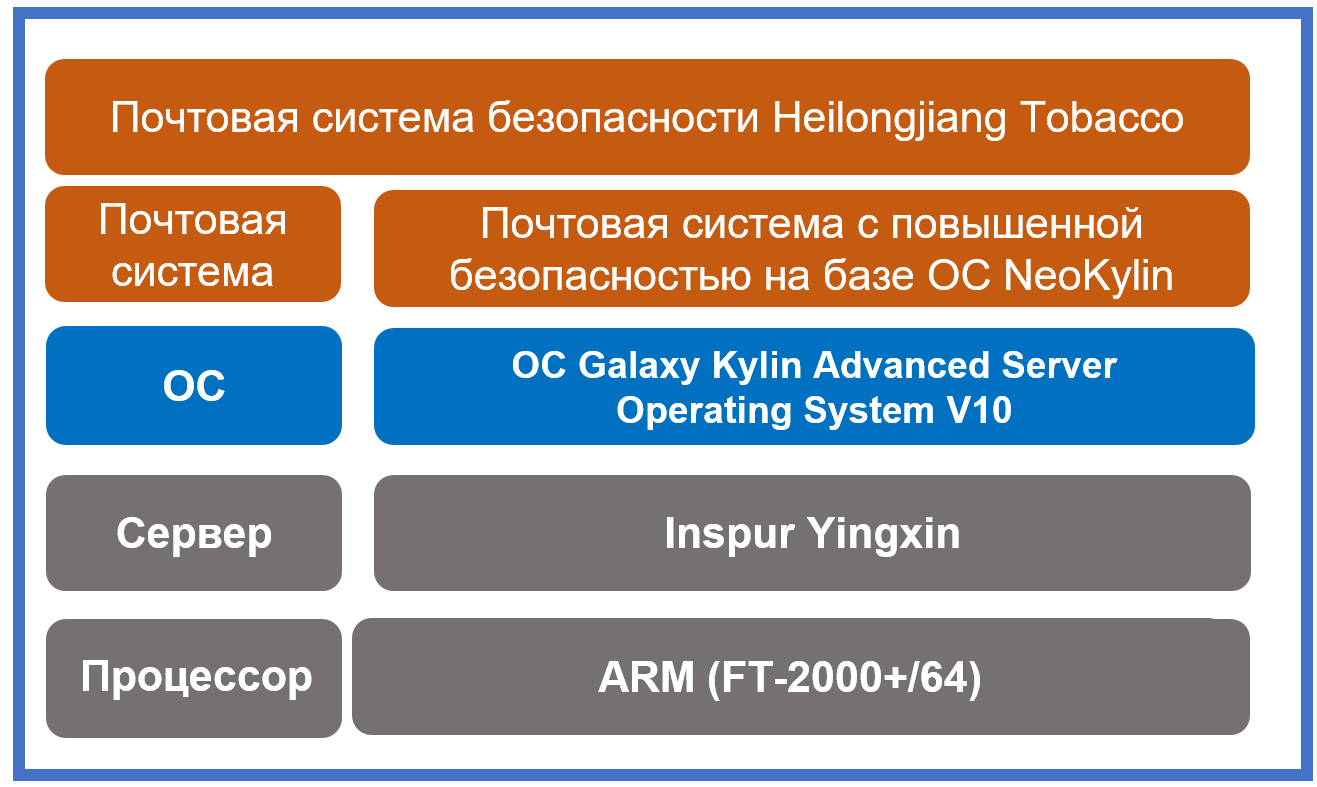 Почтовая система безопасности Heilongjiang Tobacco
Почтовая
система
Почтовая система с повышенной
безопасностью на базе ОС NeoKylin
ОС
ОС Galaxy Kylin Advanced Server
Operating System V10
Сервер
Inspur Yingxin
Процессор
ARM (FT-2000+/64)